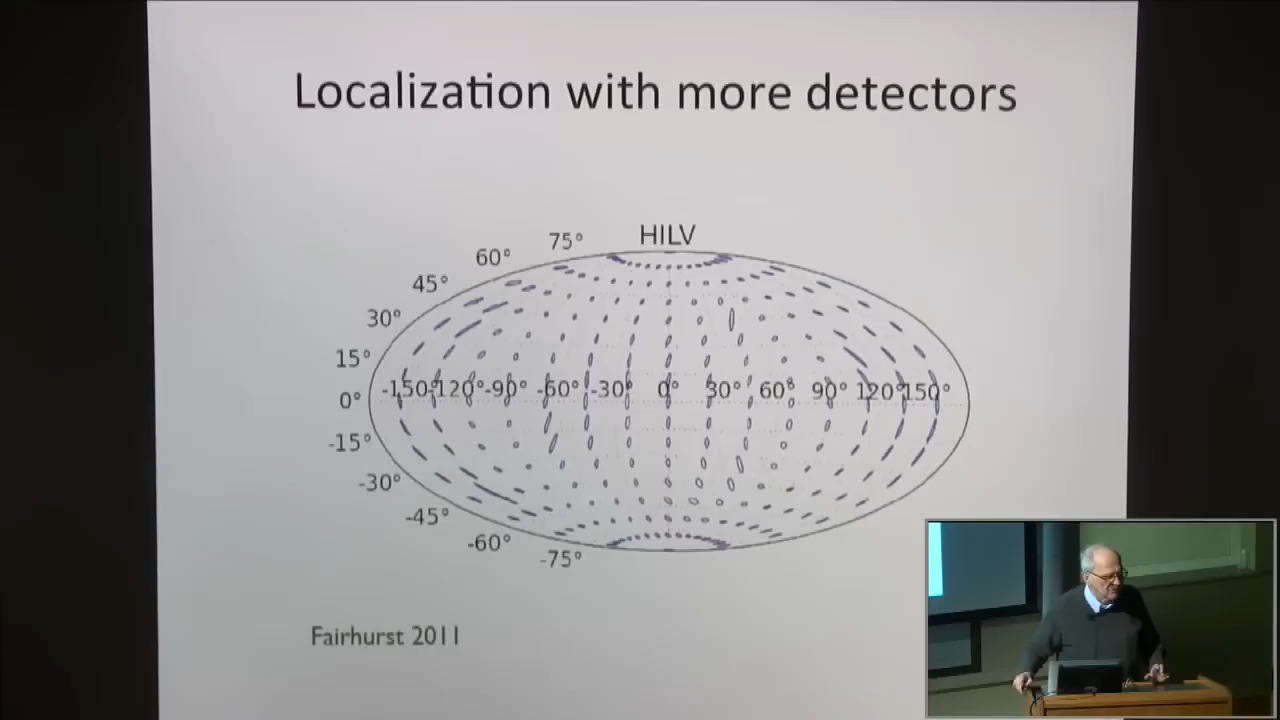 Localization with more detectors
HILV
75°
60°
45°
30°
15°
0°
-15°
-30°
-45°
-60°
-75°
-150° -120° -90° -60° -30° 0° 30° 60° 90° 120° 150°
Fairhurst 2011